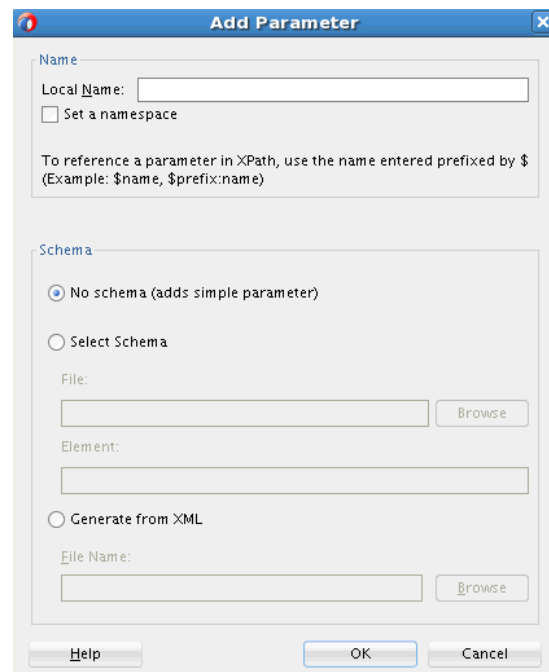 Add Parameter
Name
Local Name:
Set a namespace
To reference a parameter in XPath, use the name entered prefixed by $
(Example: $name, $prefix:name)
Schema
No schema (adds simple parameter)
Select Schema
File:
Browse
Element:
Generate from XML
File Name:
Browse
Help OK Cancel